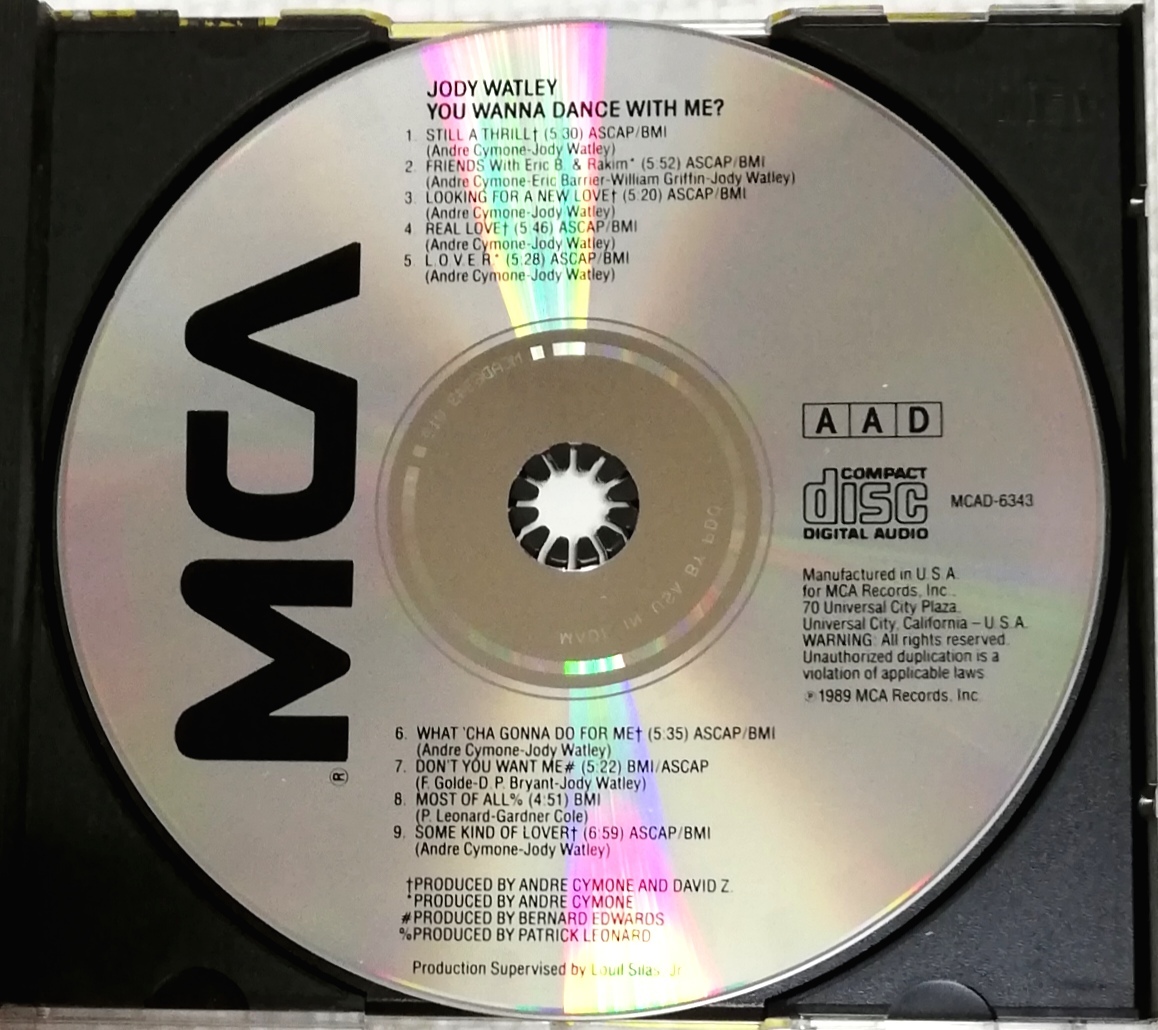 JODY WATLEY
YOU WANNA DANCE WITH ME?
1. STILL A THRILL† (5:30) ASCAP/BMI
(Andre Cymone-Jody Watley)
2. FRIENDS With Eric B. & Rakim* (5:52) ASCAP/BMI
(Andre Cymone-Eric Barrier-William Griffin-Jody Watley)
3. LOOKING FOR A NEW LOVE† (5:20) ASCAP/BMI
(Andre Cymone-Jody Watley)
4 REAL LOVE† (5:46) ASCAP/BMI
(Andre Cymone-Jody Watley)
5. L.O.V.E.R.* (5:28) ASCAP/BMI
(Andre Cymone-Jody Watley)
MCA
®
AAD
COMPACT
disc
DIGITAL AUDIO
MCAD-6343
Manufactured in U.S.A.
for MCA Records, Inc.,
70 Universal City Plaza,
Universal City, California – U.S.A.
WARNING: All rights reserved.
Unauthorized duplication is a
violation of applicable laws.
℗ 1989 MCA Records, Inc.
MADE IN USA BY PDO
6. WHAT 'CHA GONNA DO FOR ME† (5:35) ASCAP/BMI
(Andre Cymone-Jody Watley)
7. DON'T YOU WANT ME# (5:22) BMI/ASCAP
(F. Golde-D.P. Bryant-Jody Watley)
8. MOST OF ALL% (4:51) BMI
(P. Leonard-Gardner Cole)
9. SOME KIND OF LOVER† (6:59) ASCAP/BMI
(Andre Cymone-Jody Watley)
†PRODUCED BY ANDRE CYMONE AND DAVID Z.
*PRODUCED BY ANDRE CYMONE
#PRODUCED BY BERNARD EDWARDS
%PRODUCED BY PATRICK LEONARD
Production Supervised by Louil Silas, Jr.